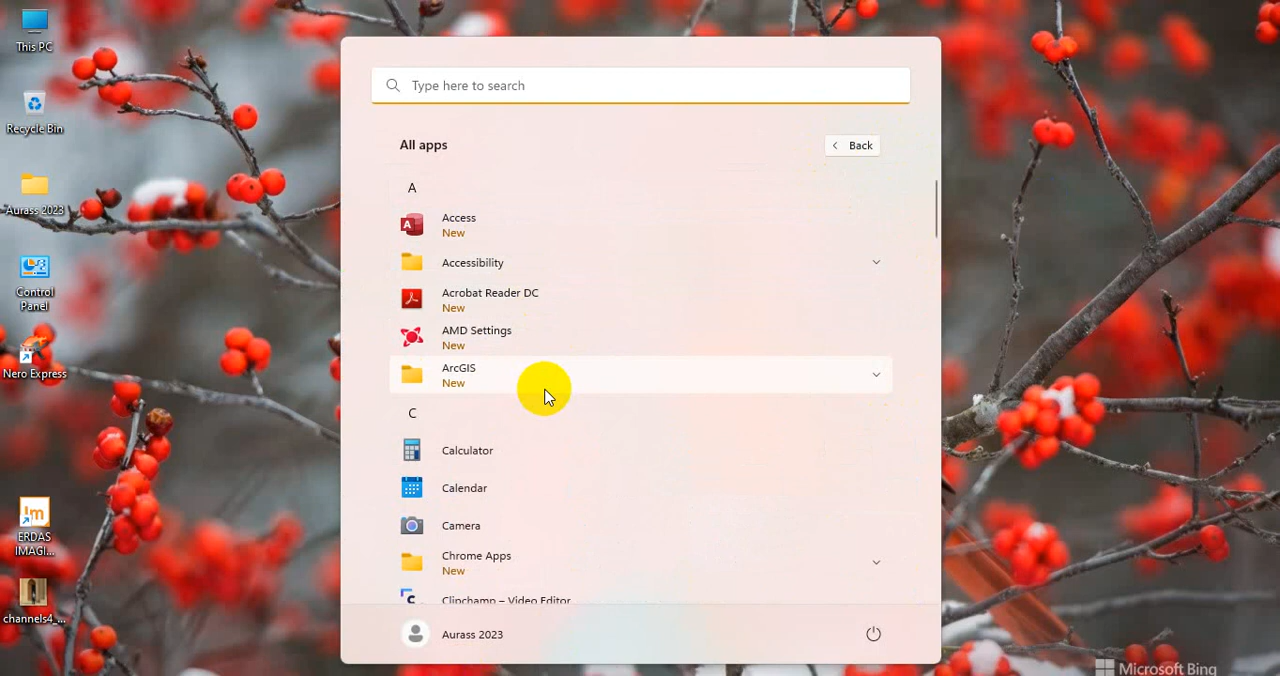 This PC
Recycle Bin
Aurass 2023
Control
Panel
Nero Express
ERDAS
IMAGI...
channels4_...
Type here to search
All apps
Back
A
Access
New
Accessibility
Acrobat Reader DC
New
AMD Settings
New
ArcGIS
New
C
Calculator
Calendar
Camera
Chrome Apps
New
Clipchamp – Video Editor
Aurass 2023
Microsoft Bing